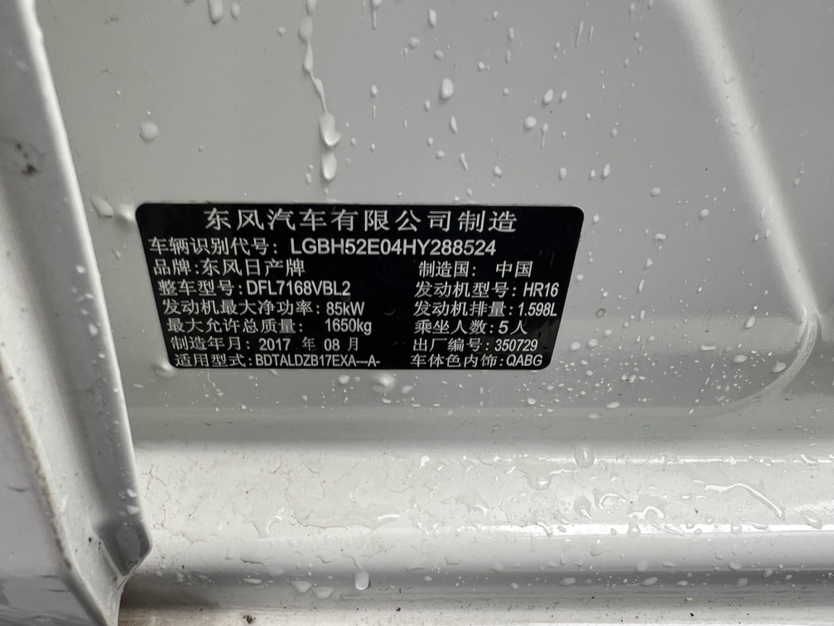 东风汽车有限公司制造
车辆识别代号: LGBH52E04HY288524
品牌: 东风日产牌 制造国: 中国
整车型号: DFL7168VBL2 发动机型号: HR16
发动机最大净功率: 85kW 发动机排量: 1.598L
最大允许总质量: 1650kg 乘坐人数: 5人
制造年月: 2017 年 08 月 出厂编号: 350729
适用型式: BDTALDZB17EXA---A- 车体色内饰: QABG